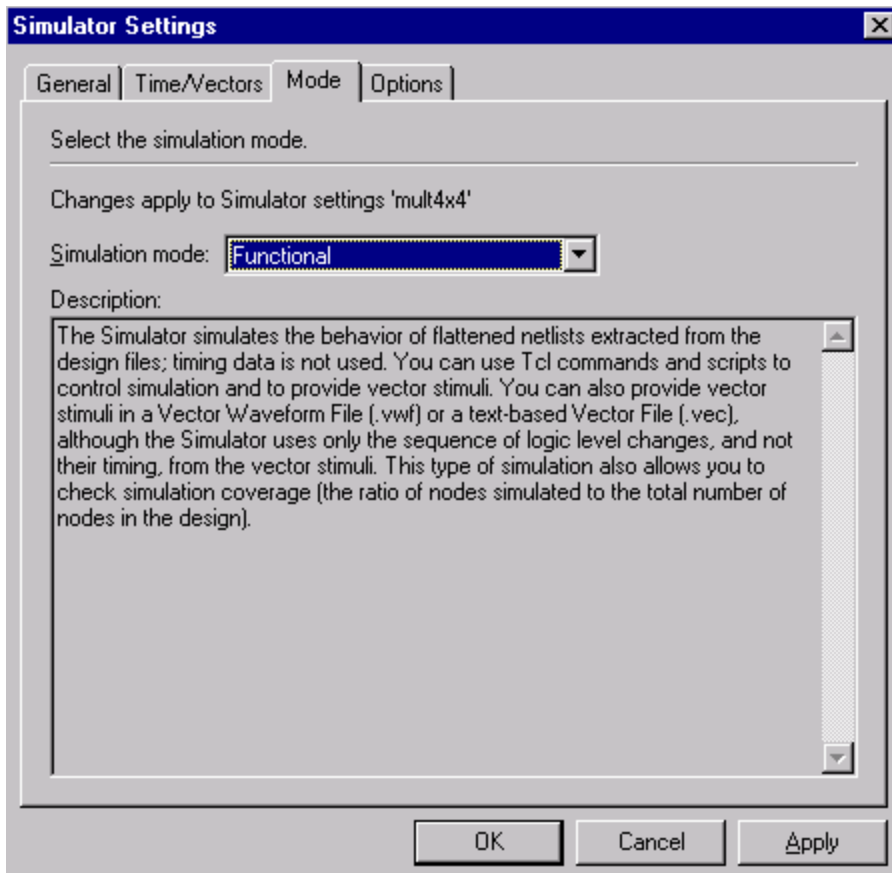 Simulator Settings
General Time/Vectors Mode Options
Select the simulation mode.
Changes apply to Simulator settings 'mult4x4'
Simulation mode: Functional
Description:
The Simulator simulates the behavior of flattened netlists extracted from the
design files; timing data is not used. You can use Tcl commands and scripts to
control simulation and to provide vector stimuli. You can also provide vector
stimuli in a Vector Waveform File (.vwf) or a text-based Vector File (.vec),
although the Simulator uses only the sequence of logic level changes, and not
their timing, from the vector stimuli. This type of simulation also allows you to
check simulation coverage (the ratio of nodes simulated to the total number of
nodes in the design).
OK Cancel Apply